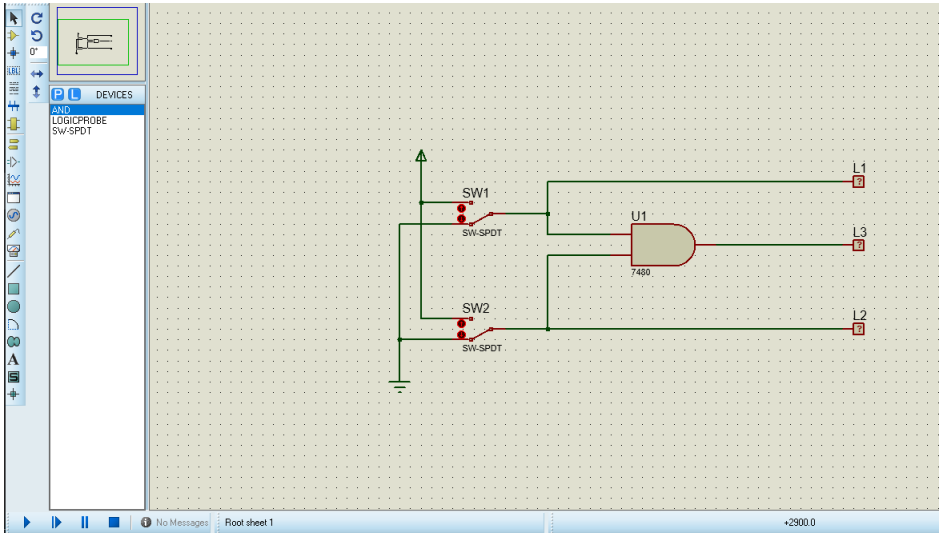 0°
LBL
P L DEVICES
AND
LOGICPROBE
SW-SPDT
A
S
SW1
SW-SPDT
SW2
SW-SPDT
U1
7480
L1
?
L3
?
L2
?
No Messages
Root sheet 1
+2900.0